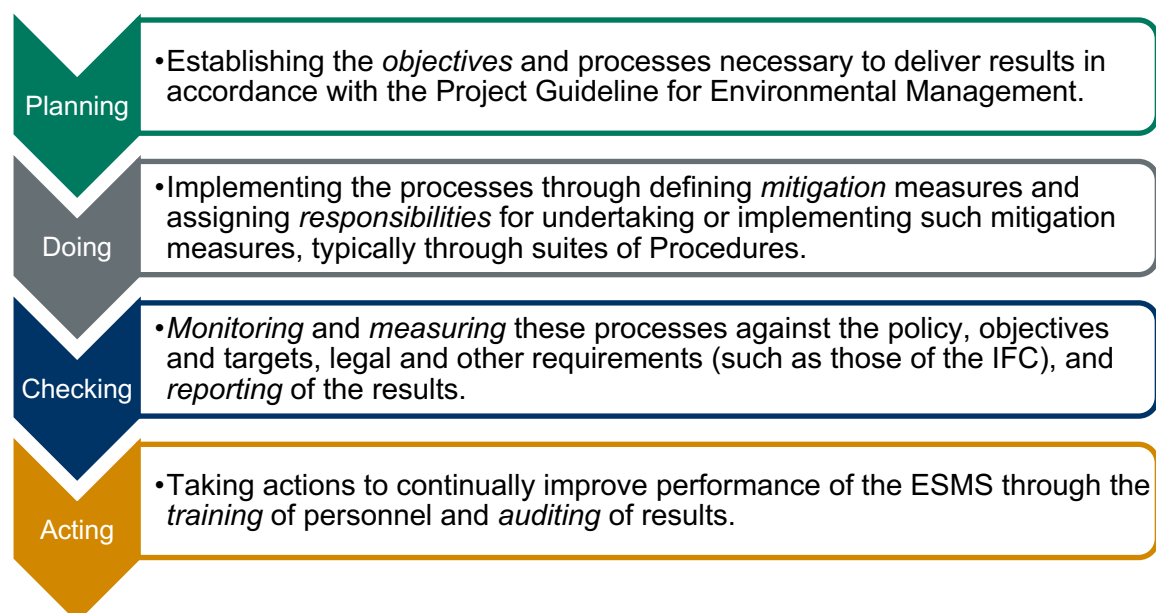 Planning
•Establishing the objectives and processes necessary to deliver results in
accordance with the Project Guideline for Environmental Management.
Doing
•Implementing the processes through defining mitigation measures and
assigning responsibilities for undertaking or implementing such mitigation
measures, typically through suites of Procedures.
Checking
•Monitoring and measuring these processes against the policy, objectives
and targets, legal and other requirements (such as those of the IFC), and
reporting of the results.
Acting
•Taking actions to continually improve performance of the ESMS through the
training of personnel and auditing of results.